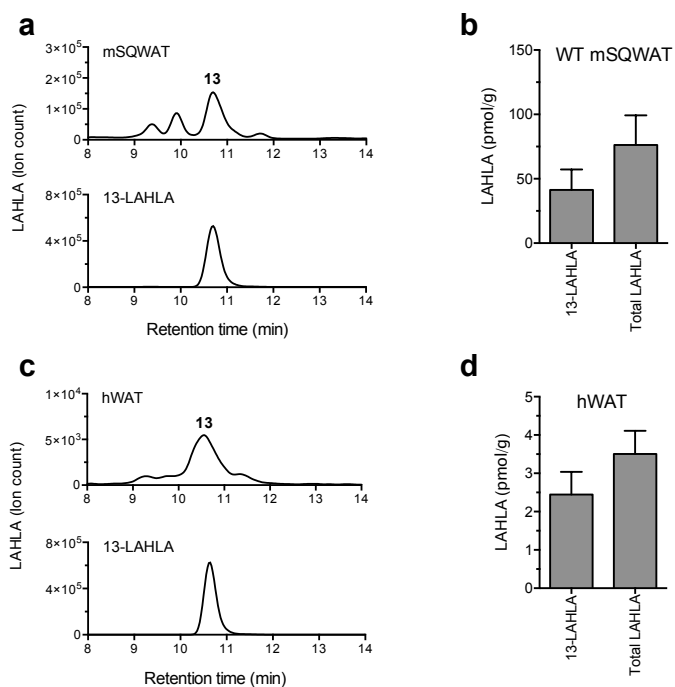 a
mSQWAT
13
LAHLA (Ion count)
3×10⁵
2×10⁵
1×10⁵
0
8 9 10 11 12 13 14
13-LAHLA
8×10⁵
4×10⁵
0
8 9 10 11 12 13 14
Retention time (min)
b
WT mSQWAT
LAHLA (pmol/g)
150
100
75
50
0
13-LAHLA
Total LAHLA
c
hWAT
13
LAHLA (Ion count)
1×10⁴
5×10³
0
8 9 10 11 12 13 14
13-LAHLA
8×10⁵
4×10⁵
0
8 9 10 11 12 13 14
Retention time (min)
d
hWAT
LAHLA (pmol/g)
5
4
3
2
1
0
13-LAHLA
Total LAHLA